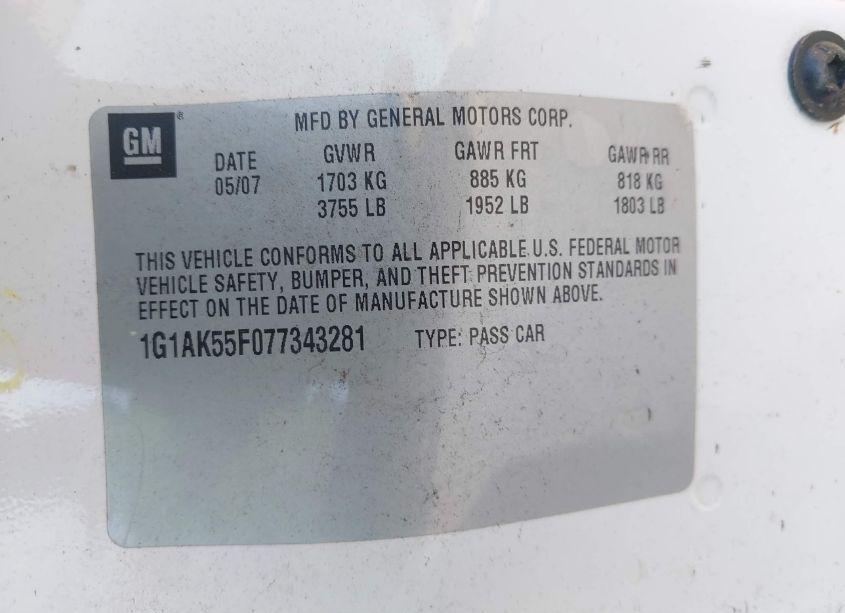 GM ®
MFD BY GENERAL MOTORS CORP.
DATE GVWR GAWR FRT GAWR RR
05/07 1703 KG 885 KG 818 KG
3755 LB 1952 LB 1803 LB
THIS VEHICLE CONFORMS TO ALL APPLICABLE U.S. FEDERAL MOTOR
VEHICLE SAFETY, BUMPER, AND THEFT PREVENTION STANDARDS IN
EFFECT ON THE DATE OF MANUFACTURE SHOWN ABOVE.
1G1AK55F077343281 TYPE: PASS CAR